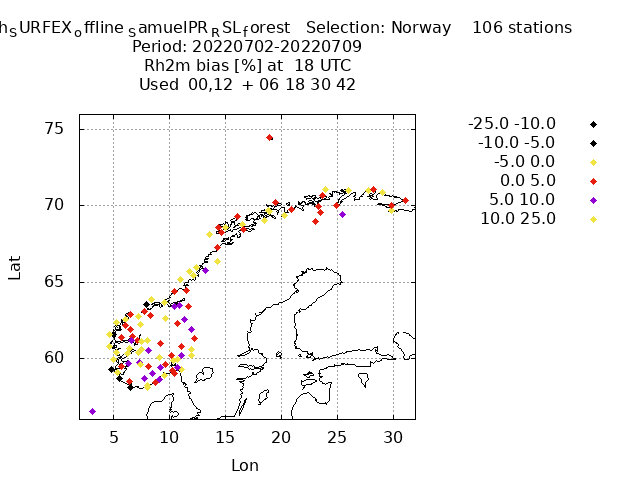 hSURFEXoffline SamuelPRRSLforest Selection: Norway 106 stations
Period: 20220702-20220709
Rh2m bias [%] at 18 UTC
Used 00,12 + 06 18 30 42
75
70
65
60
Lat
5 10 15 20 25 30
Lon
-25.0 -10.0
-10.0 -5.0
-5.0 0.0
0.0 5.0
5.0 10.0
10.0 25.0